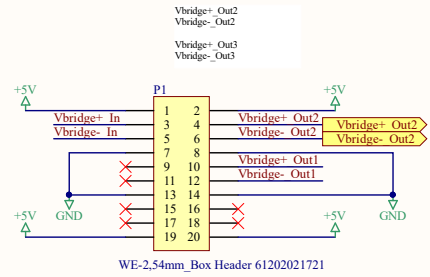 Vbridge+_Out2
Vbridge-_Out2
Vbridge+_Out3
Vbridge-_Out3
P1
+5V +5V
1 2
Vbridge+_In 3 4 Vbridge+_Out2 Vbridge+_Out2
Vbridge-_In 5 6 Vbridge-_Out2 Vbridge-_Out2
7 8
9 10 Vbridge+_Out1
11 12 Vbridge-_Out1
13 14
GND GND
15 16
+5V 17 18 +5V
19 20
WE-2,54mm_Box Header 61202021721